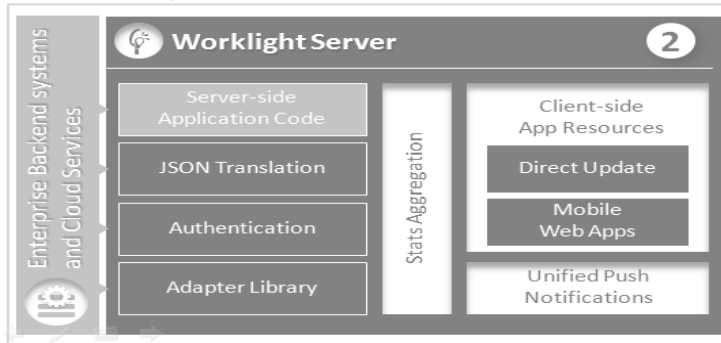 Enterprise Backend systems
and Cloud Services
Worklight Server
2
Server-side
Application Code
JSON Translation
Authentication
Adapter Library
Stats Aggregation
Client-side
App Resources
Direct Update
Mobile
Web Apps
Unified Push
Notifications